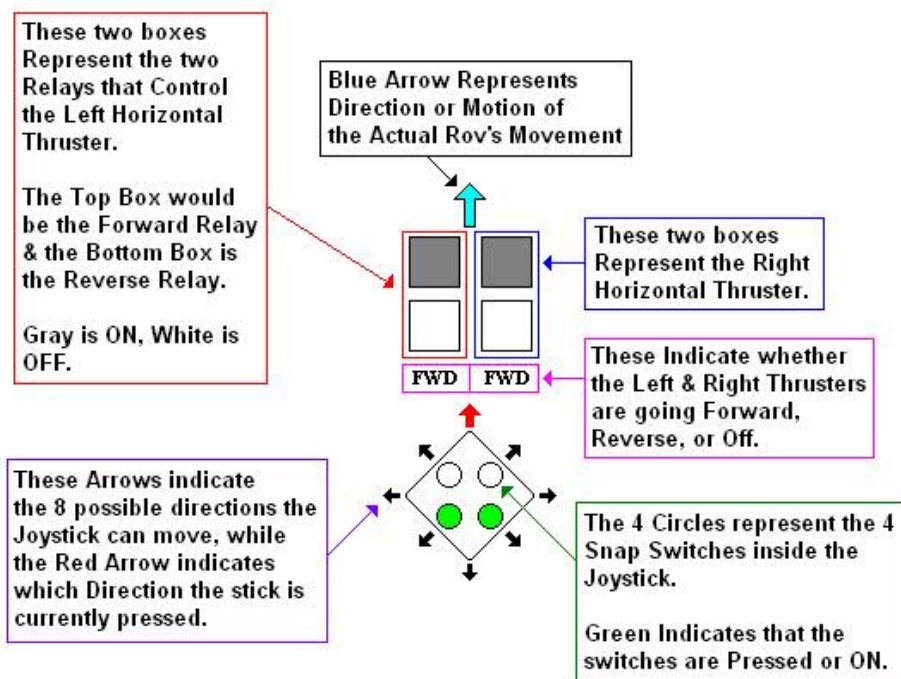 These two boxes
Represent the two
Relays that Control
the Left Horizontal
Thruster.
The Top Box would
be the Forward Relay
& the Bottom Box is
the Reverse Relay.
Gray is ON, White is
OFF.
Blue Arrow Represents
Direction or Motion of
the Actual Rov's Movement
These two boxes
Represent the Right
Horizontal Thruster.
FWD FWD
These Indicate whether
the Left & Right Thrusters
are going Forward,
Reverse, or Off.
These Arrows indicate
the 8 possible directions the
Joystick can move, while
the Red Arrow indicates
which Direction the stick is
currently pressed.
The 4 Circles represent the 4
Snap Switches inside the
Joystick.
Green Indicates that the
switches are Pressed or ON.